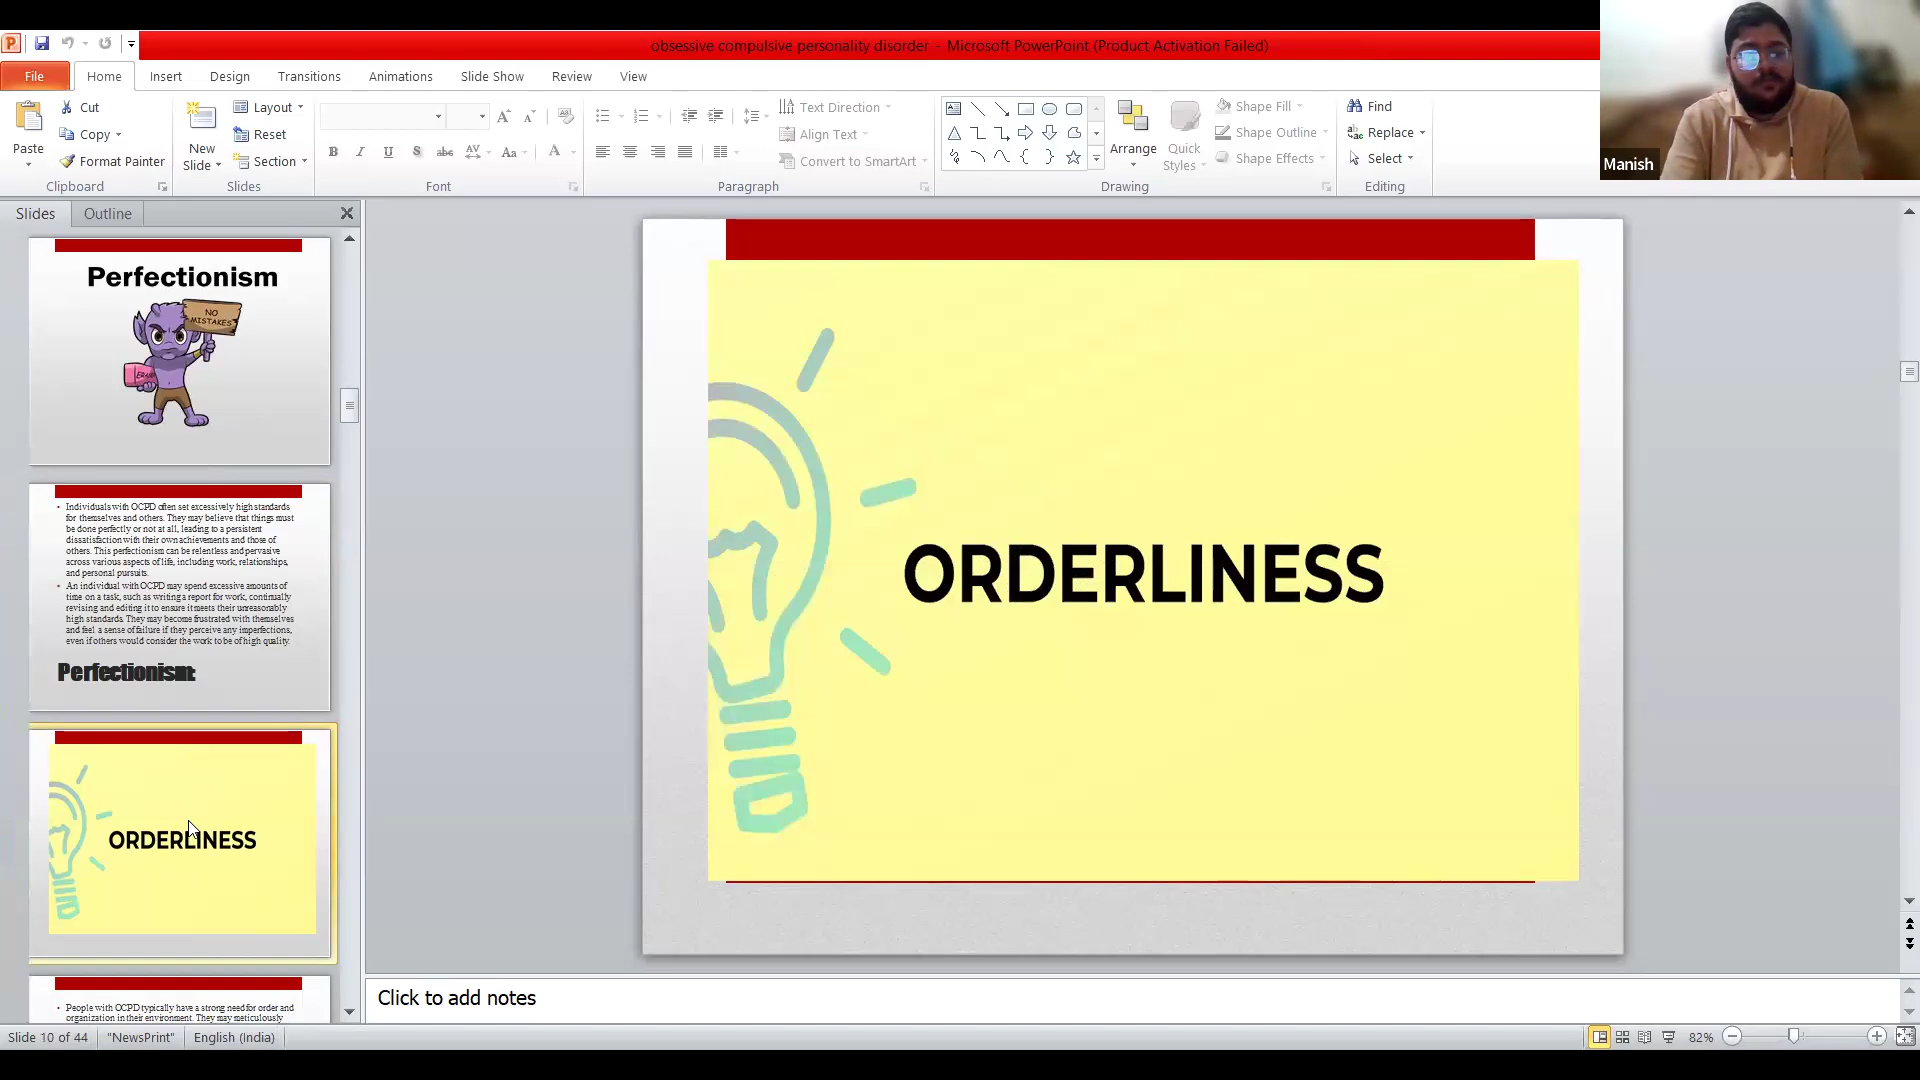 obsessive compulsive personality disorder - Microsoft PowerPoint (Product Activation Failed)
File Home Insert Design Transitions Animations Slide Show Review View
Paste
Cut
Copy
Format Painter
Clipboard
New
Slide
Layout
Reset
Section
Slides
Font
Text Direction
Align Text
Convert to SmartArt
Paragraph
Arrange
Quick
Styles
Shape Fill
Shape Outline
Shape Effects
Drawing
Find
Replace
Select
Editing
Manish
Slides Outline
Perfectionism
NO
MISTAKES
Individuals with OCPD often set excessively high standards
for themselves and others. They may believe that things must
be done perfectly or not at all, leading to a persistent
dissatisfaction with their own achievements and those of
others. This perfectionism can be relentless and pervasive
across various aspects of life, including work, relationships,
and personal pursuits.
An individual with OCPD may spend excessive amounts of
time on a task, such as writing a report for work, continually
revising and editing it to ensure it meets their unreasonably
high standards. They may become frustrated with themselves
and feel a sense of failure if they perceive any imperfections,
even if others would consider the work to be of high quality.
Perfectionism:
ORDERLINESS
People with OCPD typically have a strong need for order and
organization in their environment. They may meticulously
ORDERLINESS
Click to add notes
Slide 10 of 44 "NewsPrint" English (India) 82%